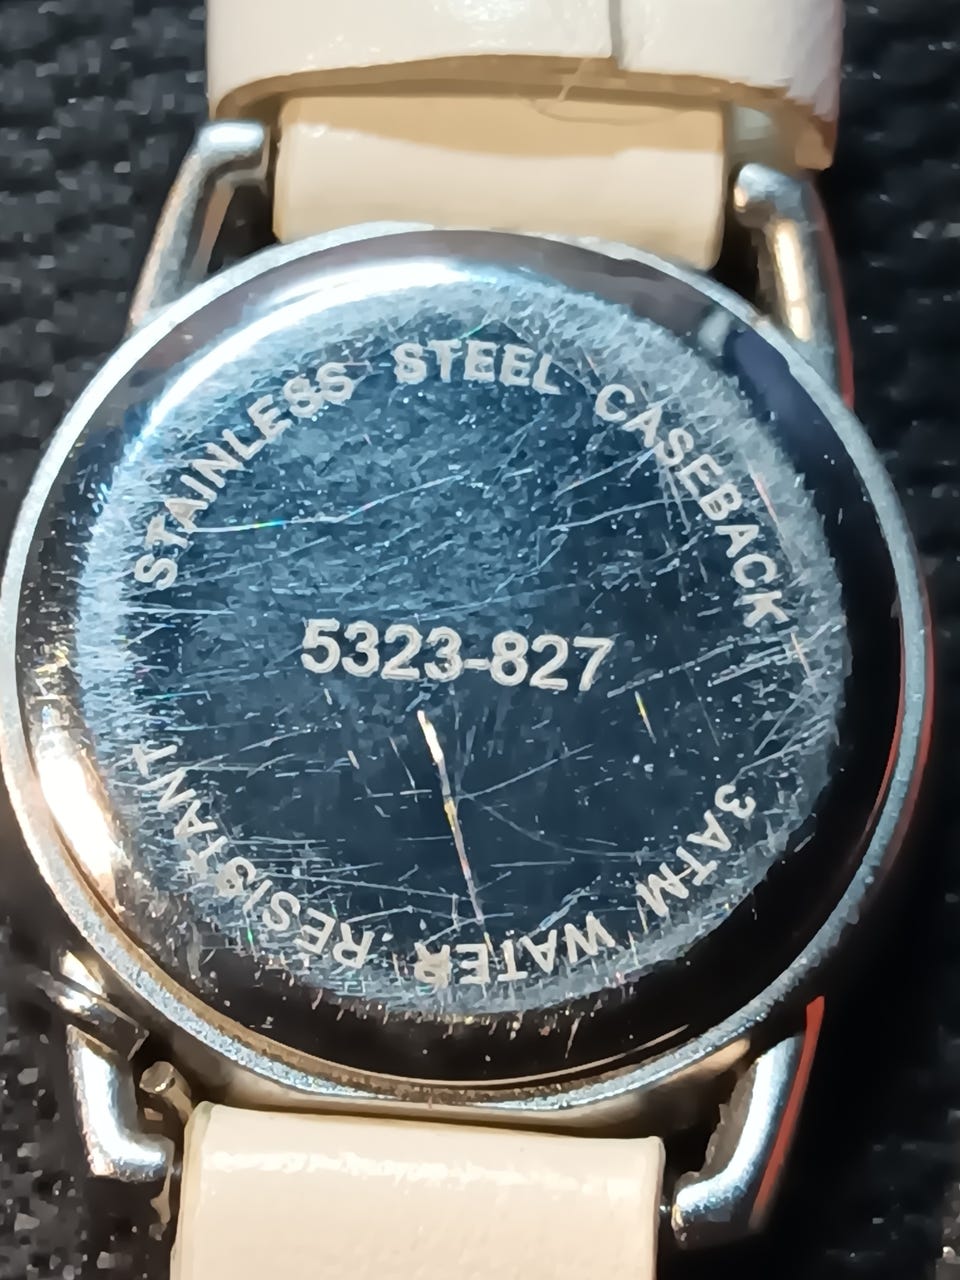 STAINLESS STEEL CASEBACK
5323-827
3ATM WATER RESISTANT